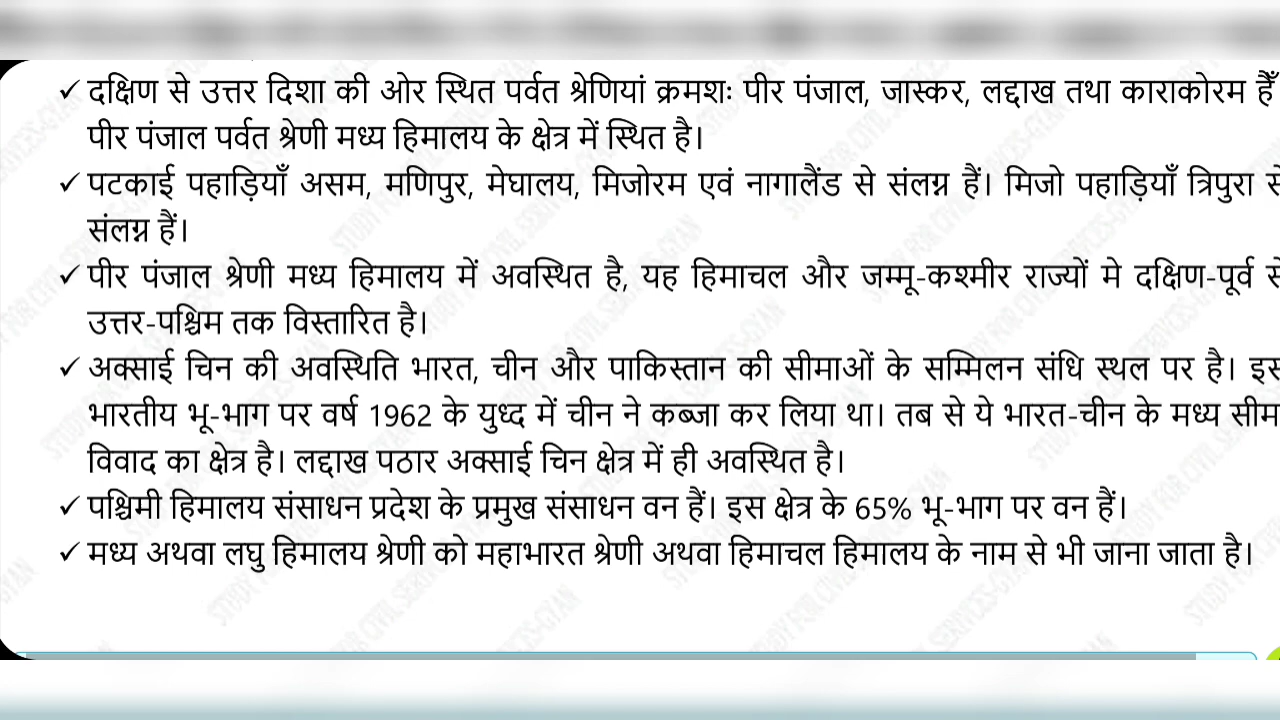 ✓ दक्षिण से उत्तर दिशा की ओर स्थित पर्वत श्रेणियां क्रमशः पीर पंजाल, जास्कर, लद्दाख तथा काराकोरम हैं
पीर पंजाल पर्वत श्रेणी मध्य हिमालय के क्षेत्र में स्थित है।
✓ पटकाई पहाड़ियाँ असम, मणिपुर, मेघालय, मिजोरम एवं नागालैंड से संलग्न हैं। मिजो पहाड़ियाँ त्रिपुरा से
संलग्न हैं।
✓ पीर पंजाल श्रेणी मध्य हिमालय में अवस्थित है, यह हिमाचल और जम्मू-कश्मीर राज्यों मे दक्षिण-पूर्व से
उत्तर-पश्चिम तक विस्तारित है।
✓ अक्साई चिन की अवस्थिति भारत, चीन और पाकिस्तान की सीमाओं के सम्मिलन संधि स्थल पर है। इस
भारतीय भू-भाग पर वर्ष 1962 के युध्द में चीन ने कब्जा कर लिया था। तब से ये भारत-चीन के मध्य सीम
विवाद का क्षेत्र है। लद्दाख पठार अक्साई चिन क्षेत्र में ही अवस्थित है।
✓ पश्चिमी हिमालय संसाधन प्रदेश के प्रमुख संसाधन वन हैं। इस क्षेत्र के 65% भू-भाग पर वन हैं।
✓ मध्य अथवा लघु हिमालय श्रेणी को महाभारत श्रेणी अथवा हिमाचल हिमालय के नाम से भी जाना जाता है।